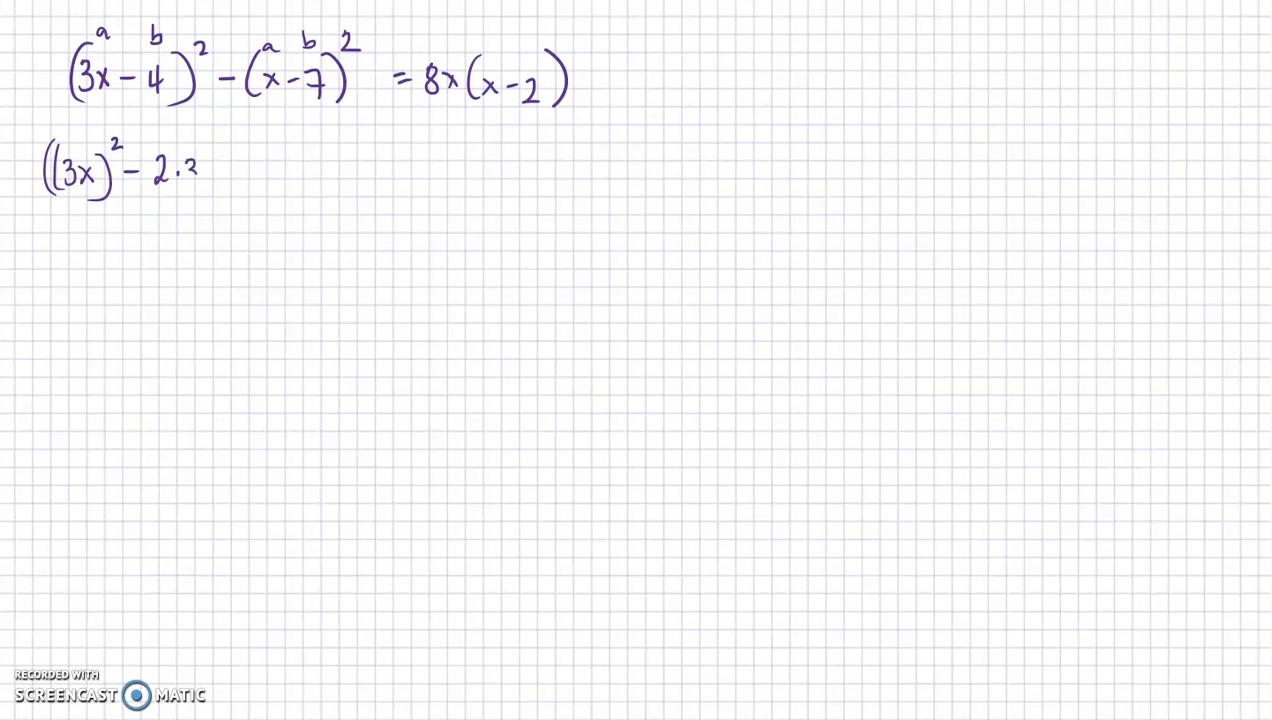 a b a b
(3x - 4)² - (x - 7)² = 8x(x - 2)
((3x)² - 2.3
RECORDED WITH
SCREENCAST MATIC